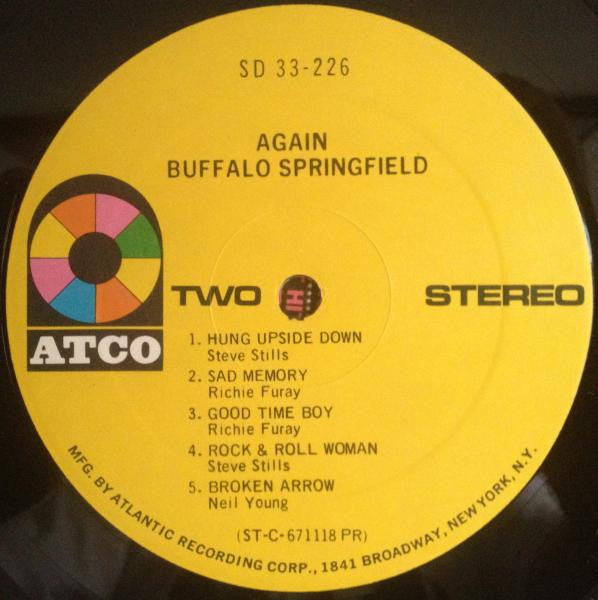 SD 33-226
AGAIN
BUFFALO SPRINGFIELD
ATCO
TWO
STEREO
1. HUNG UPSIDE DOWN
Steve Stills
2. SAD MEMORY
Richie Furay
3. GOOD TIME BOY
Richie Furay
4. ROCK & ROLL WOMAN
Steve Stills
5. BROKEN ARROW
Neil Young
(ST-C-671118 PR)
MFG. BY ATLANTIC RECORDING CORP., 1841 BROADWAY, NEW YORK, N.Y.